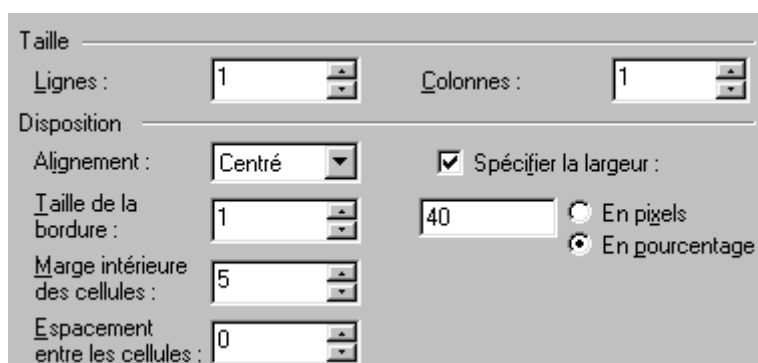 Taille
Lignes : 1 Colonnes : 1
Disposition
Alignement : Centré Spécifier la largeur :
Taille de la
bordure : 1 40 En pixels
En pourcentage
Marge intérieure
des cellules : 5
Espacement
entre les cellules : 0